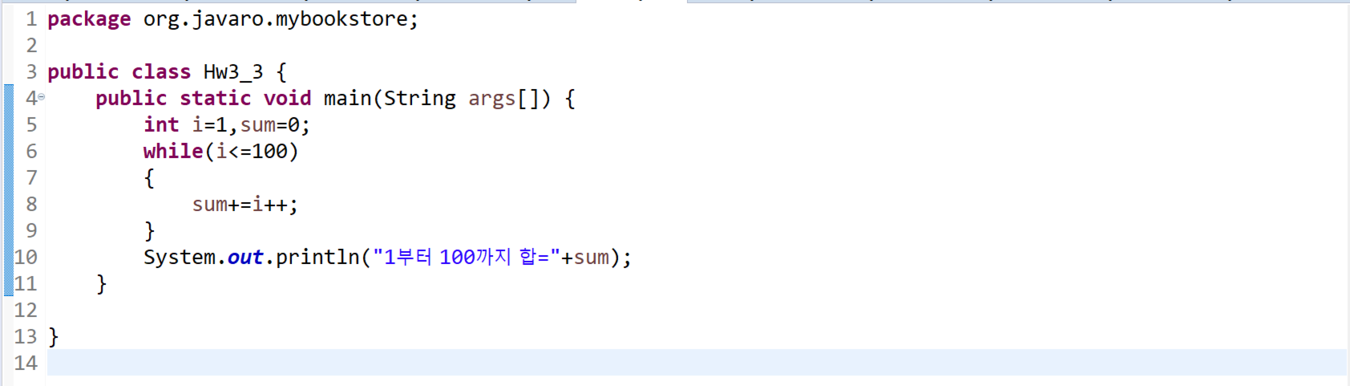 1 package org.javaro.mybookstore;
2
3 public class Hw3_3 {
4     public static void main(String args[]) {
5         int i=1,sum=0;
6         while(i<=100)
7         {
8             sum+=i++;
9         }
10         System.out.println("1부터 100까지 합="+sum);
11     }
12
13 }
14